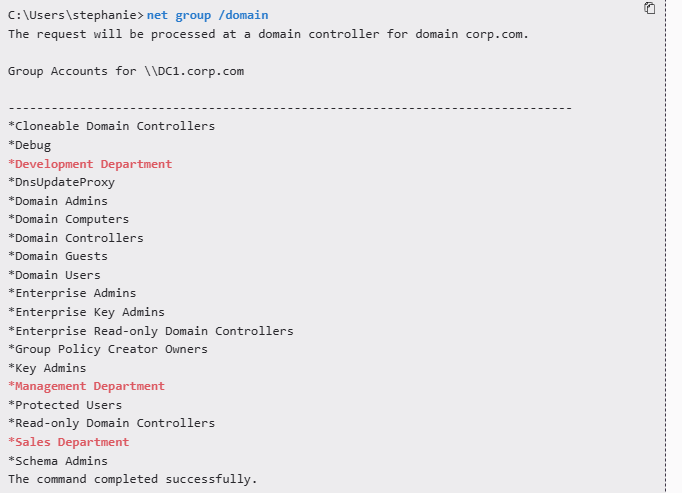 C:\Users\stephanie> net group /domain
The request will be processed at a domain controller for domain corp.com.
Group Accounts for \\DC1.corp.com
-------------------------------------------------------------------------------
*Cloneable Domain Controllers
*Debug
*Development Department
*DnsUpdateProxy
*Domain Admins
*Domain Computers
*Domain Controllers
*Domain Guests
*Domain Users
*Enterprise Admins
*Enterprise Key Admins
*Enterprise Read-only Domain Controllers
*Group Policy Creator Owners
*Key Admins
*Management Department
*Protected Users
*Read-only Domain Controllers
*Sales Department
*Schema Admins
The command completed successfully.